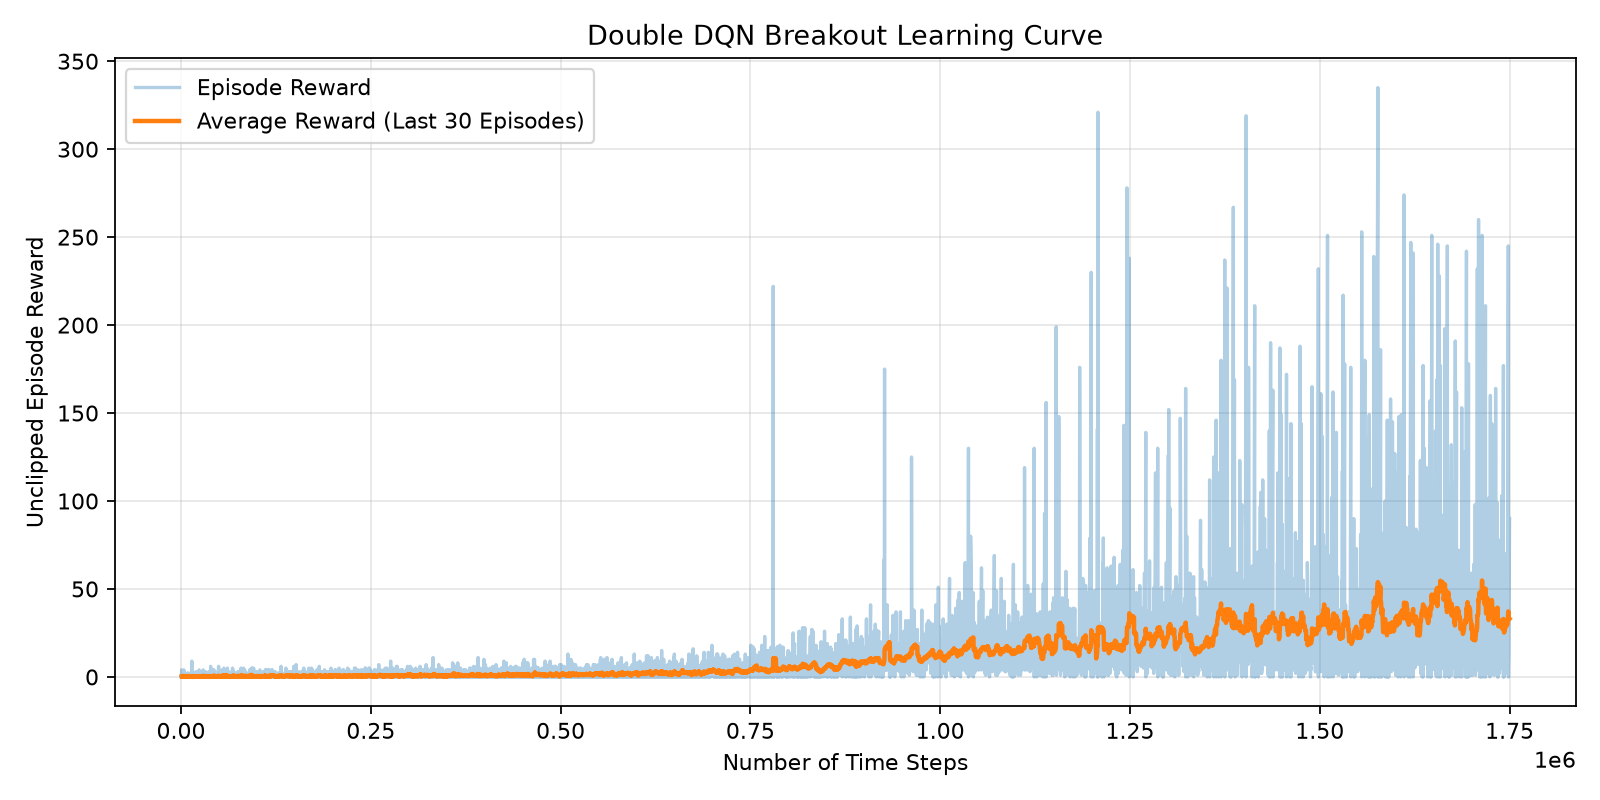 Double DQN Breakout Learning Curve
Episode Reward
Average Reward (Last 30 Episodes)
Unclipped Episode Reward
350
300
250
200
150
100
50
0
0.00 0.25 0.50 0.75 1.00 1.25 1.50 1.75
1e6
Number of Time Steps